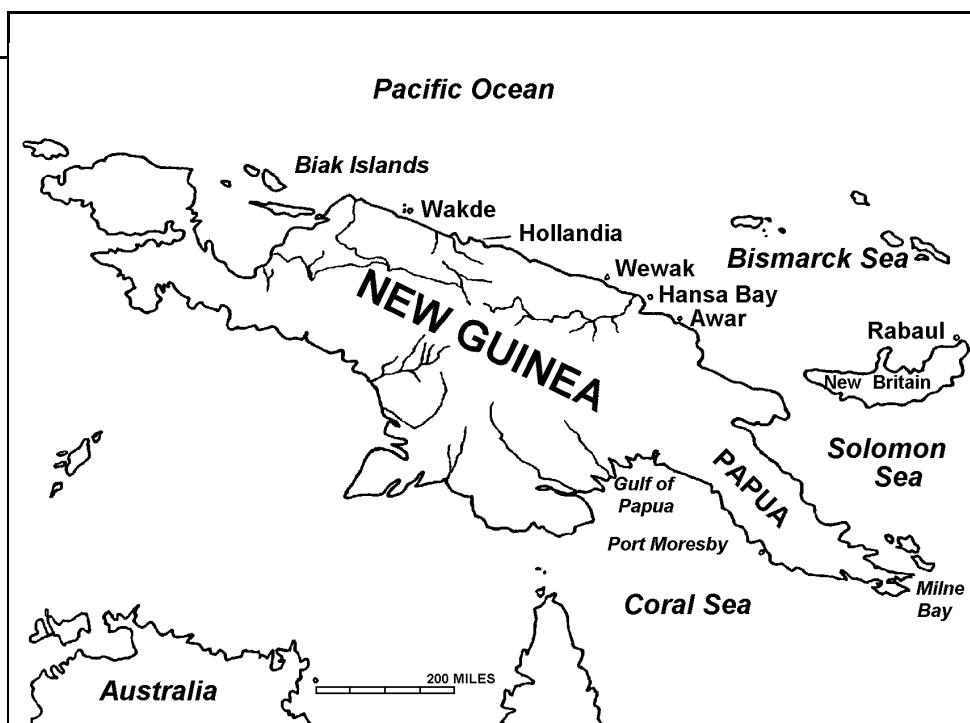 Pacific Ocean
Biak Islands
Wakde
Hollandia
Wewak
Bismarck Sea
Hansa Bay
Awar
NEW GUINEA
Rabaul
New Britain
Solomon
Sea
PAPUA
Gulf of
Papua
Port Moresby
Milne
Bay
Coral Sea
200 MILES
Australia